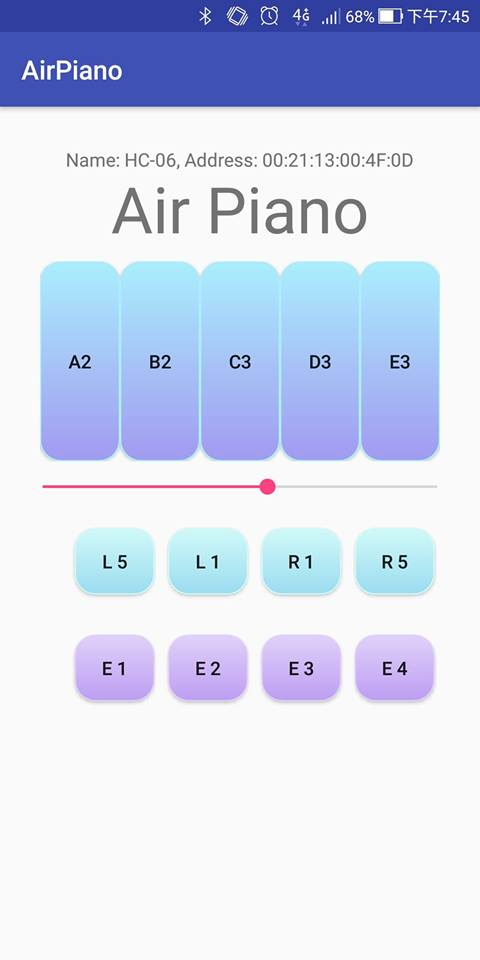 4G 68% 下午7:45
AirPiano
Name: HC-06, Address: 00:21:13:00:4F:0D
Air Piano
A2 B2 C3 D3 E3
L 5 L 1 R 1 R 5
E 1 E 2 E 3 E 4